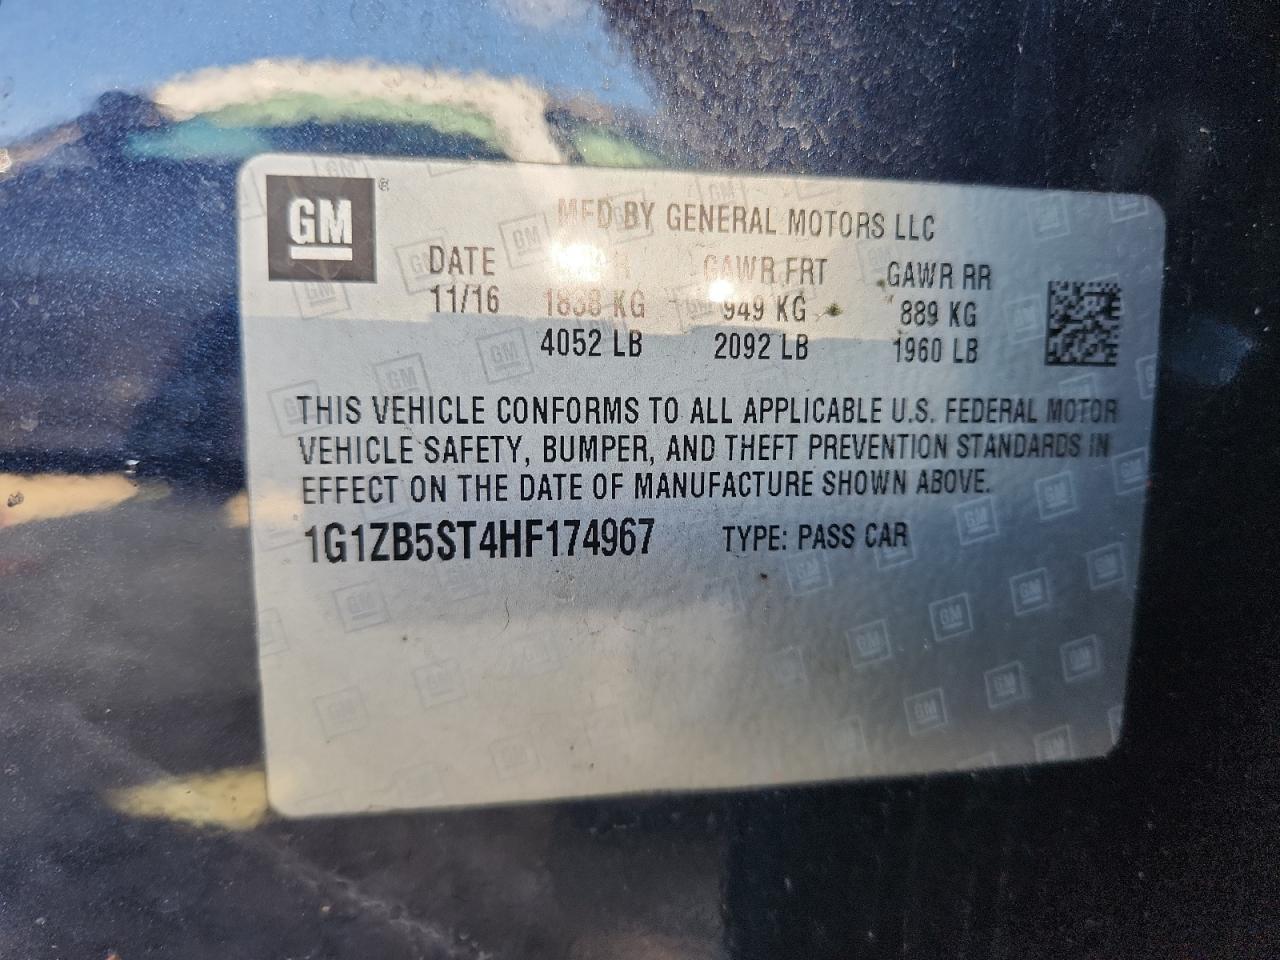 GM ®
MFD BY GENERAL MOTORS LLC
DATE GAWR FRT GAWR RR
11/16 1838 KG 949 KG 889 KG
4052 LB 2092 LB 1960 LB
THIS VEHICLE CONFORMS TO ALL APPLICABLE U.S. FEDERAL MOTOR
VEHICLE SAFETY, BUMPER, AND THEFT PREVENTION STANDARDS IN
EFFECT ON THE DATE OF MANUFACTURE SHOWN ABOVE.
1G1ZB5ST4HF174967 TYPE: PASS CAR